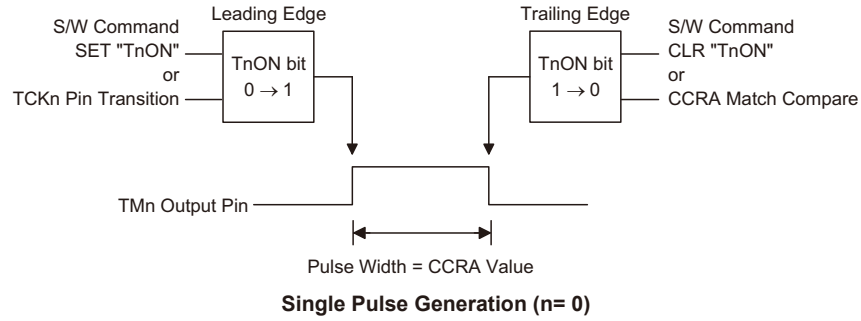 Leading Edge
S/W Command
SET "TnON"
or
TCKn Pin Transition
TnON bit
0 → 1
Trailing Edge
TnON bit
1 → 0
S/W Command
CLR "TnON"
or
CCRA Match Compare
TMn Output Pin
Pulse Width = CCRA Value
Single Pulse Generation (n= 0)